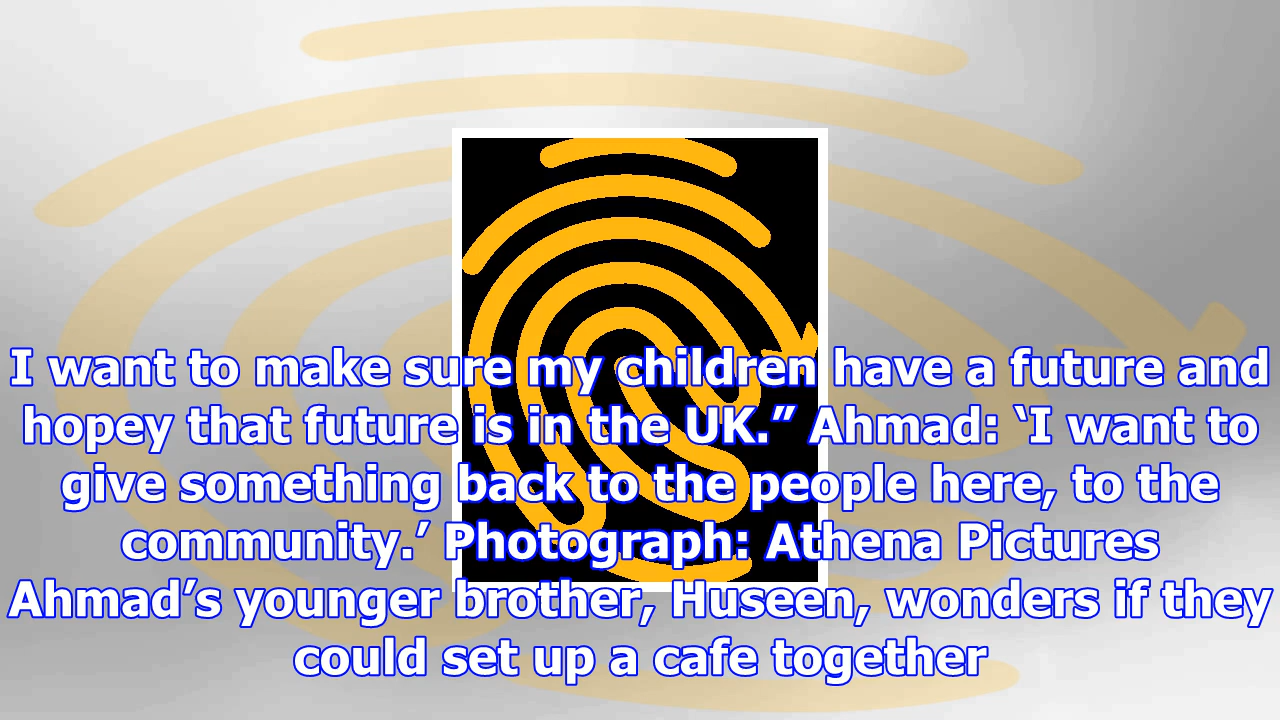 I want to make sure my children have a future and
hopey that future is in the UK.” Ahmad: ‘I want to
give something back to the people here, to the
community.’ Photograph: Athena Pictures
Ahmad’s younger brother, Huseen, wonders if they
could set up a cafe together